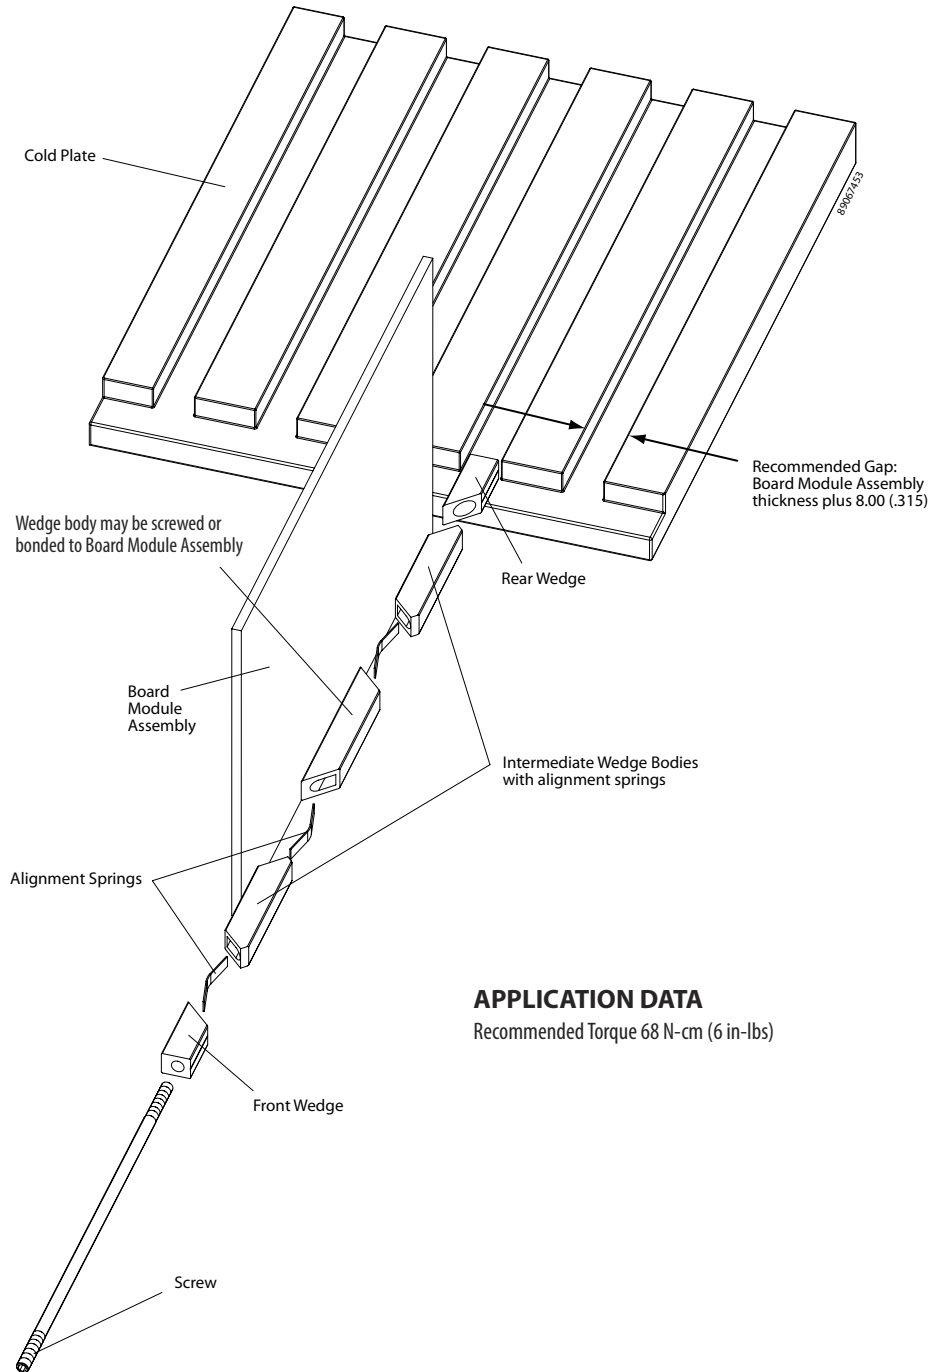 Cold Plate
89067453
Recommended Gap:
Board Module Assembly
thickness plus 8.00 (.315)
Wedge body may be screwed or
bonded to Board Module Assembly
Rear Wedge
Board
Module
Assembly
Intermediate Wedge Bodies
with alignment springs
Alignment Springs
APPLICATION DATA
Recommended Torque 68 N-cm (6 in-lbs)
Front Wedge
Screw